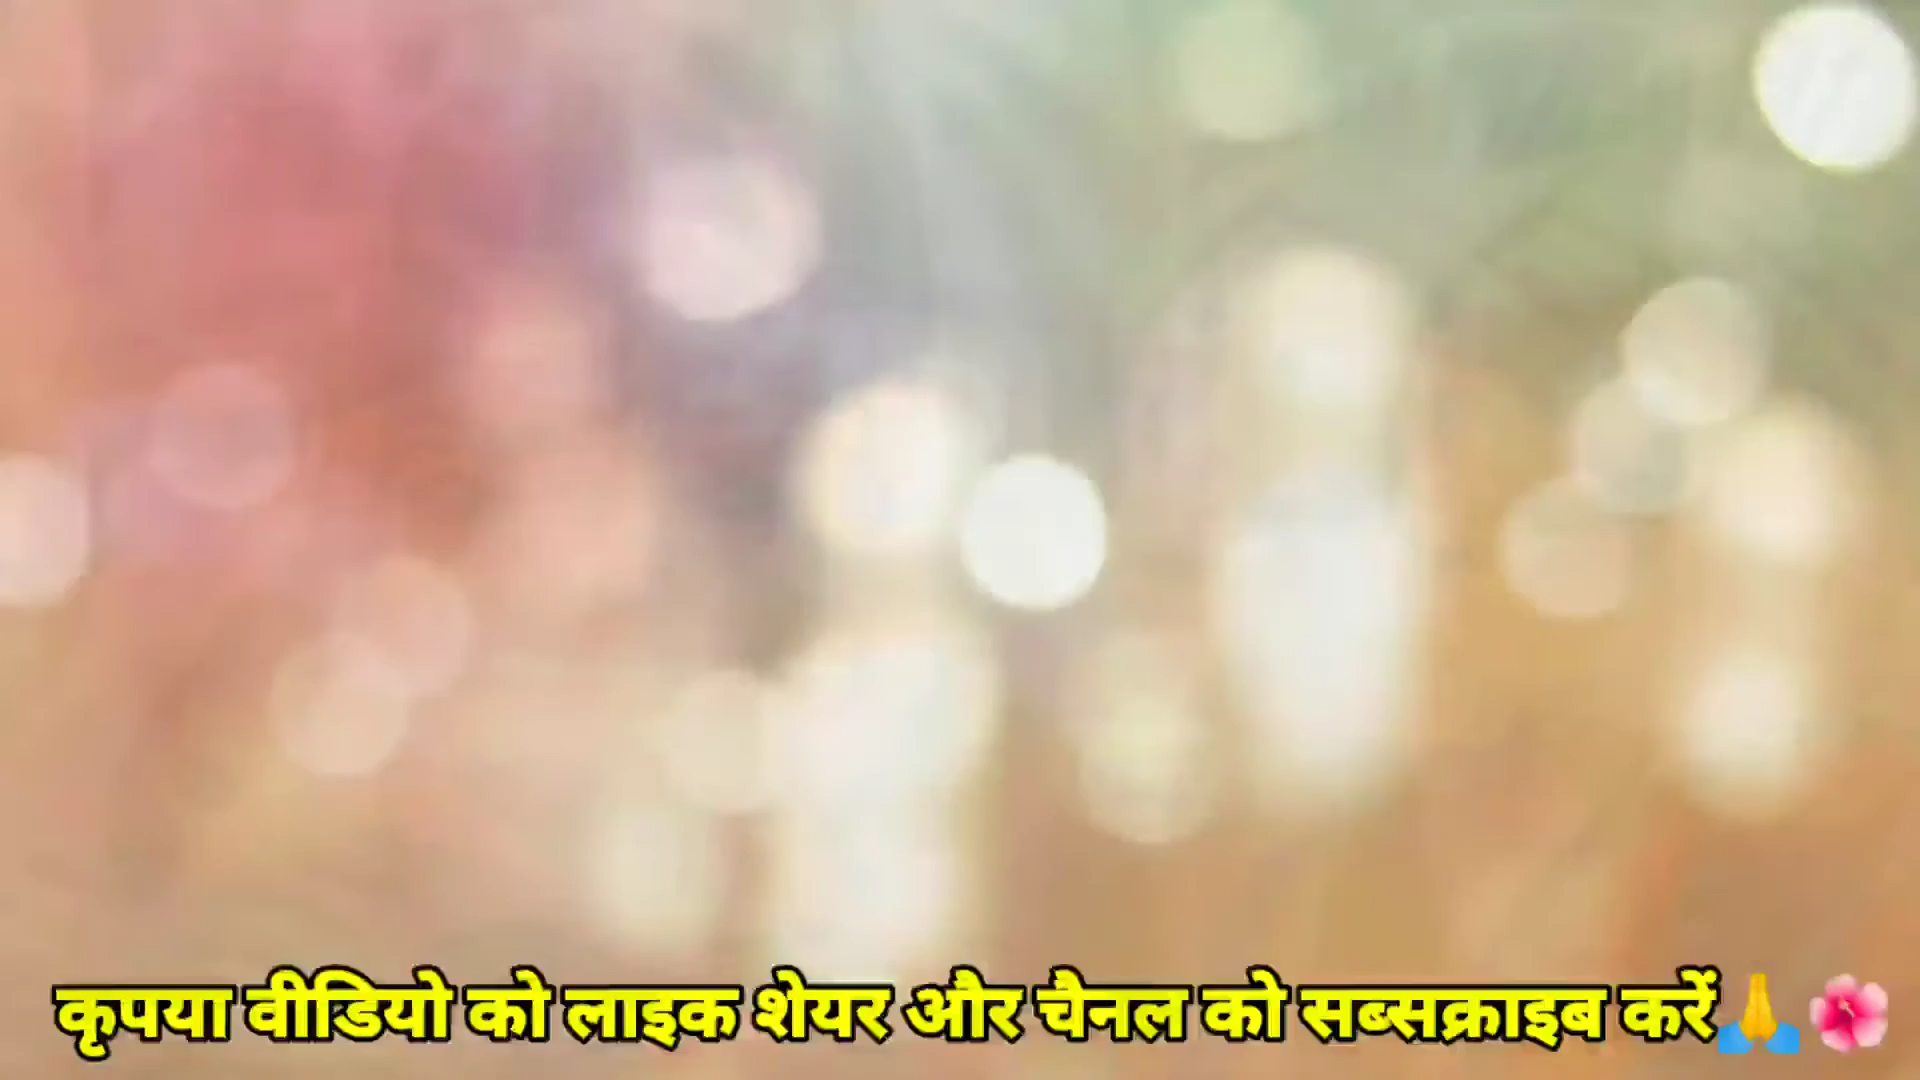 कृपया वीडियो को लाइक शेयर और चैनल को सब्सक्राइब करें🙏🌺